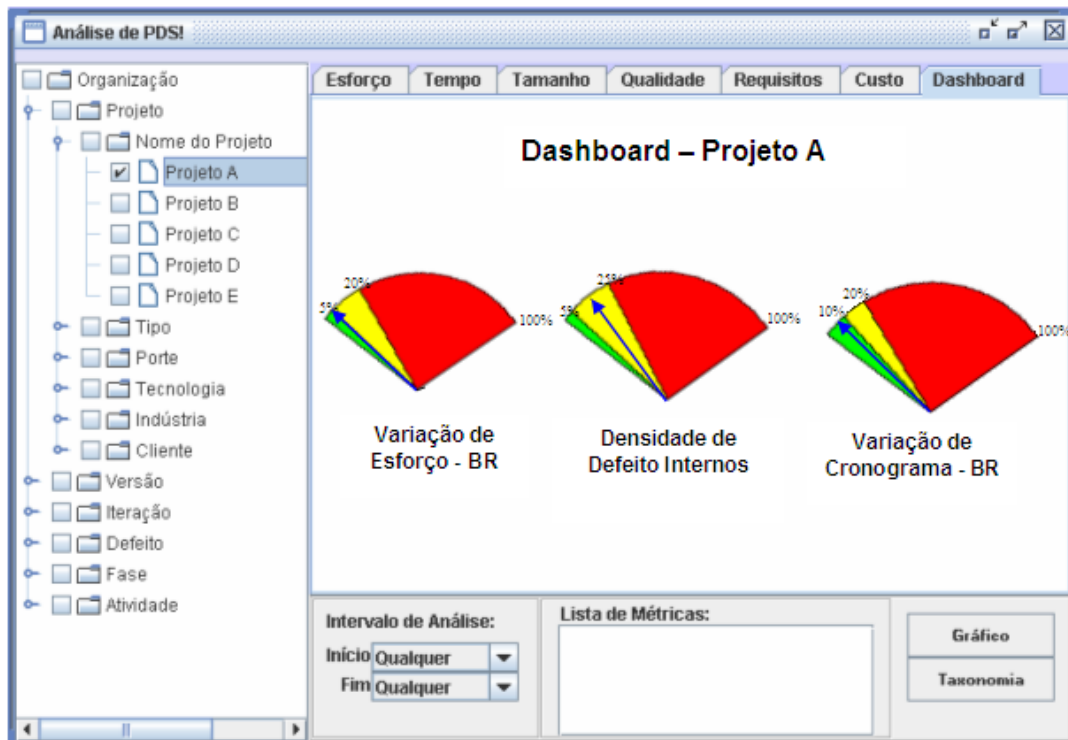 Análise de PDS!
Organização
Projeto
Nome do Projeto
Projeto A
Projeto B
Projeto C
Projeto D
Projeto E
Tipo
Porte
Tecnologia
Indústria
Cliente
Versão
Iteração
Defeito
Fase
Atividade
Esforço Tempo Tamanho Qualidade Requisitos Custo Dashboard
Dashboard – Projeto A
5% 20% 100%
5% 25% 100%
10% 20% 100%
Variação de
Esforço - BR
Densidade de
Defeito Internos
Variação de
Cronograma - BR
Intervalo de Análise:
Início Qualquer
Fim Qualquer
Lista de Métricas:
Gráfico
Taxonomia